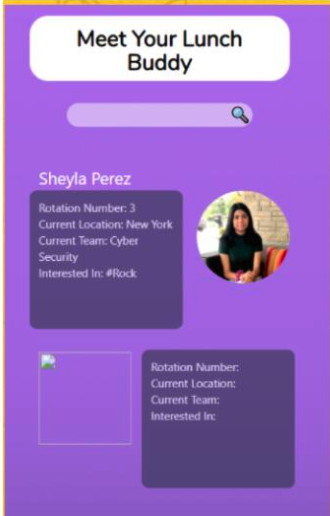 Meet Your Lunch
Buddy
Sheyla Perez
Rotation Number: 3
Current Location: New York
Current Team: Cyber
Security
Interested In: #Rock
Rotation Number:
Current Location:
Current Team:
Interested In: